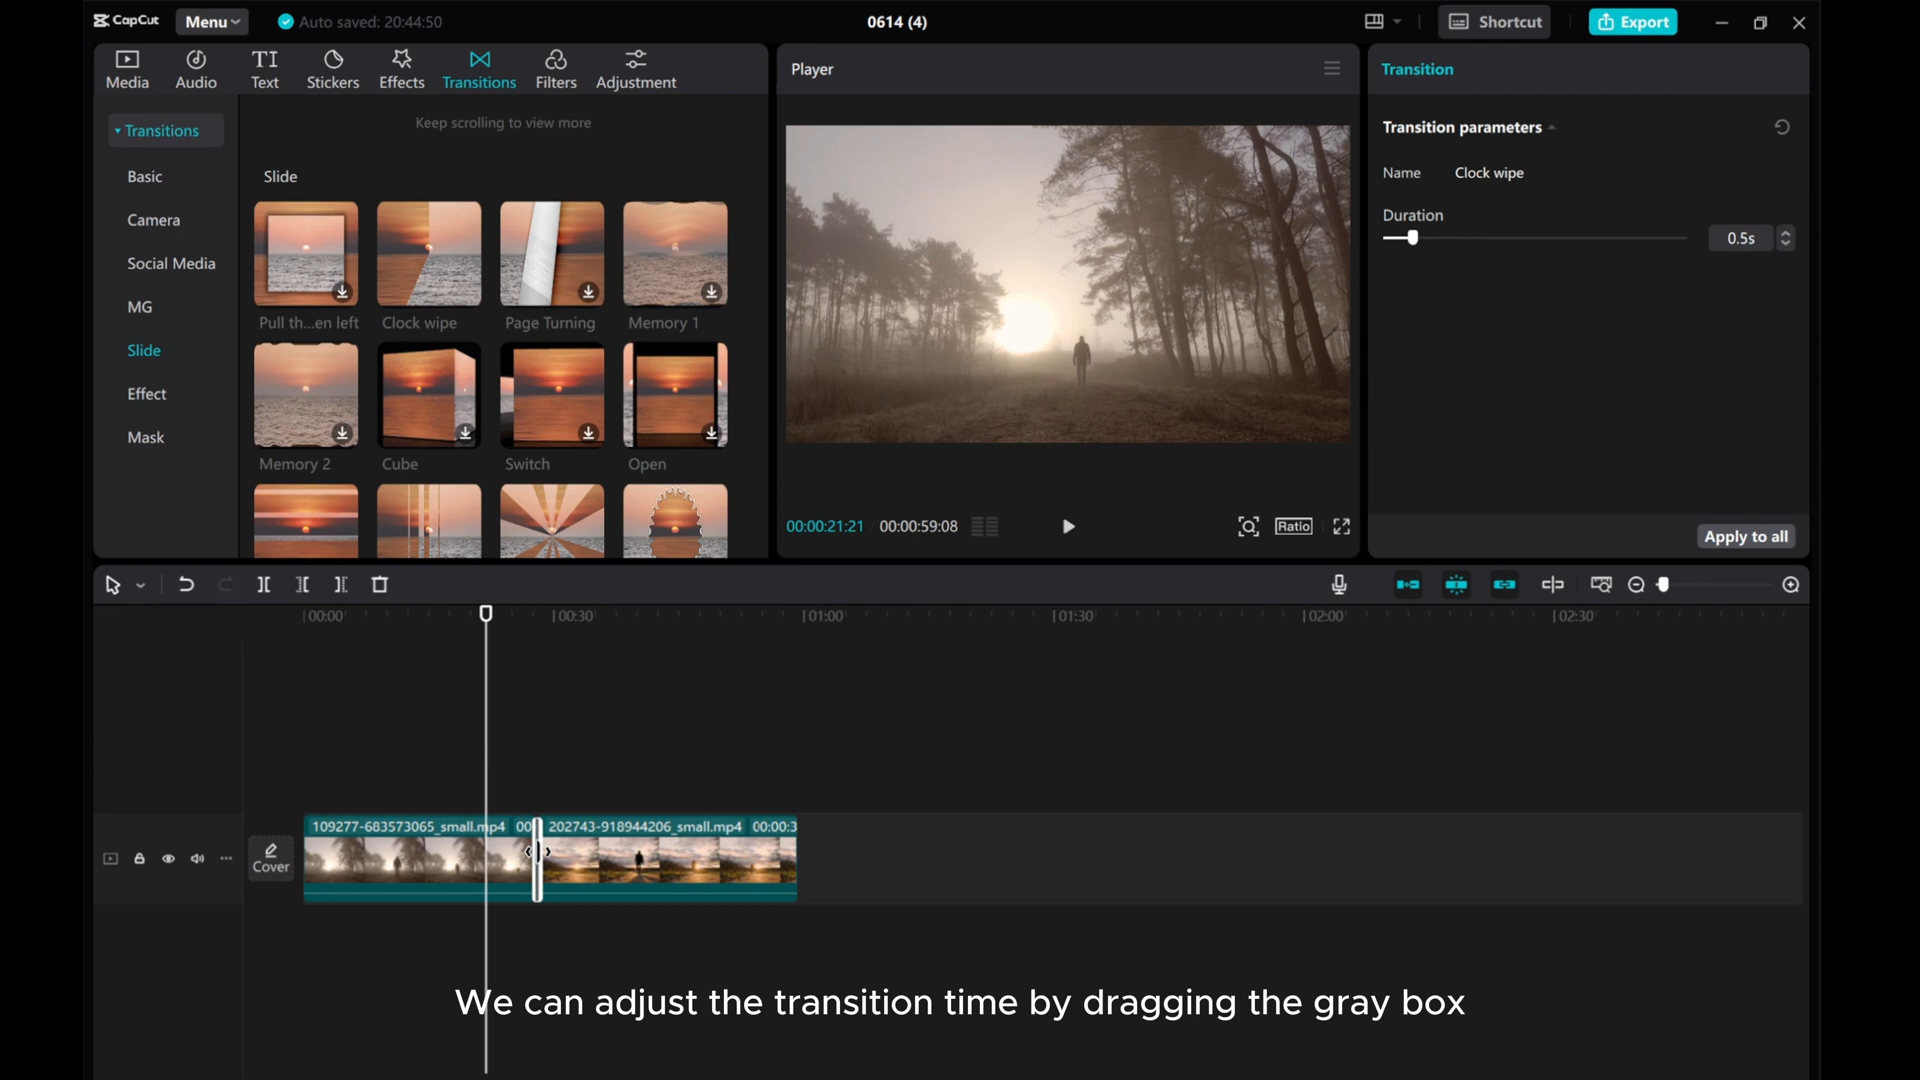 CapCut
Menu
Auto saved: 20:44:50
0614 (4)
Shortcut
Export
Media
Audio
TI
Text
Stickers
Effects
Transitions
Filters
Adjustment
Transitions
Basic
Camera
Social Media
MG
Slide
Effect
Mask
Keep scrolling to view more
Slide
Pull th...en left
Clock wipe
Page Turning
Memory 1
Memory 2
Cube
Switch
Open
Player
00:00:21:21
00:00:59:08
Ratio
Transition
Transition parameters
Name
Clock wipe
Duration
0.5s
Apply to all
00:00
00:30
01:00
01:30
02:00
02:30
Cover
109277-683573065_small.mp4 00
202743-918944206_small.mp4 00:00:3
We can adjust the transition time by dragging the gray box